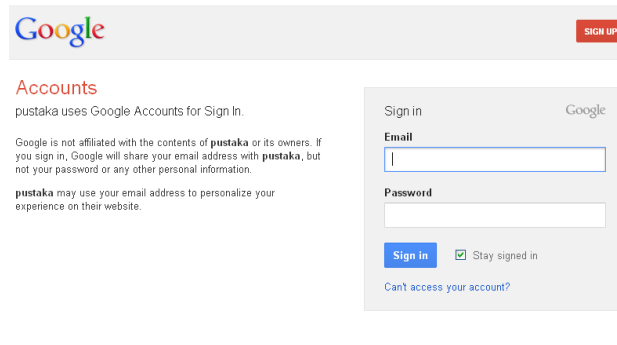 Google
SIGN UP
Accounts
pustaka uses Google Accounts for Sign In.
Google is not affiliated with the contents of pustaka or its owners. If
you sign in, Google will share your email address with pustaka, but
not your password or any other personal information.
pustaka may use your email address to personalize your
experience on their website.
Sign in Google
Email
Password
Sign in Stay signed in
Can't access your account?